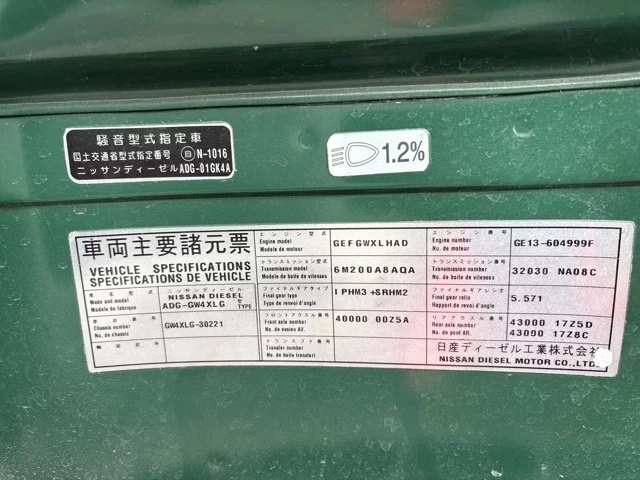 騒音型式指定車
国土交通省型式指定番号 自 N-1016
ニッサンディーゼル ADG-01GK4A
1.2%
車両主要諸元票
VEHICLE SPECIFICATIONS
SPECIFICATIONS DE VEHICLE
車名 ニッサンディーゼル 型
Made and model NISSAN DIESEL
Modele de fabrique ADG-GW4XLG TYPE
車台番号
Chassis number GW4XLG-30221
No. de chassis
エンジン型式
Engine model GEFGWXLHAD
Modele de moteur
トランスミッション型式
Transmission model 6M200A8AQA
Modele de boite de vitesses
ファイナルギアタイプ
Final gear type 1PHM3 +SRHM2
Type de renvoi d'angle
フロントアクスル番号
Front axle number 40000 00Z5A
No. de essieu AV.
トランスファ番号
Transfer number
No. de boite transfert
エンジン番号
Engine number GE13-604999F
No. de moteur
トランスミッション番号
Transmission number 32030 NA08C
No. de boite de vitesses
ファイナルギアレシオ
Final gear ratio 5.571
Rapport de renvoi d'angle
リアアクスル番号
Rear axle number 43000 17Z5D
No. de pont AR. 43000 17Z8C
日産ディーゼル工業株式会社
NISSAN DIESEL MOTOR CO.,LTD.